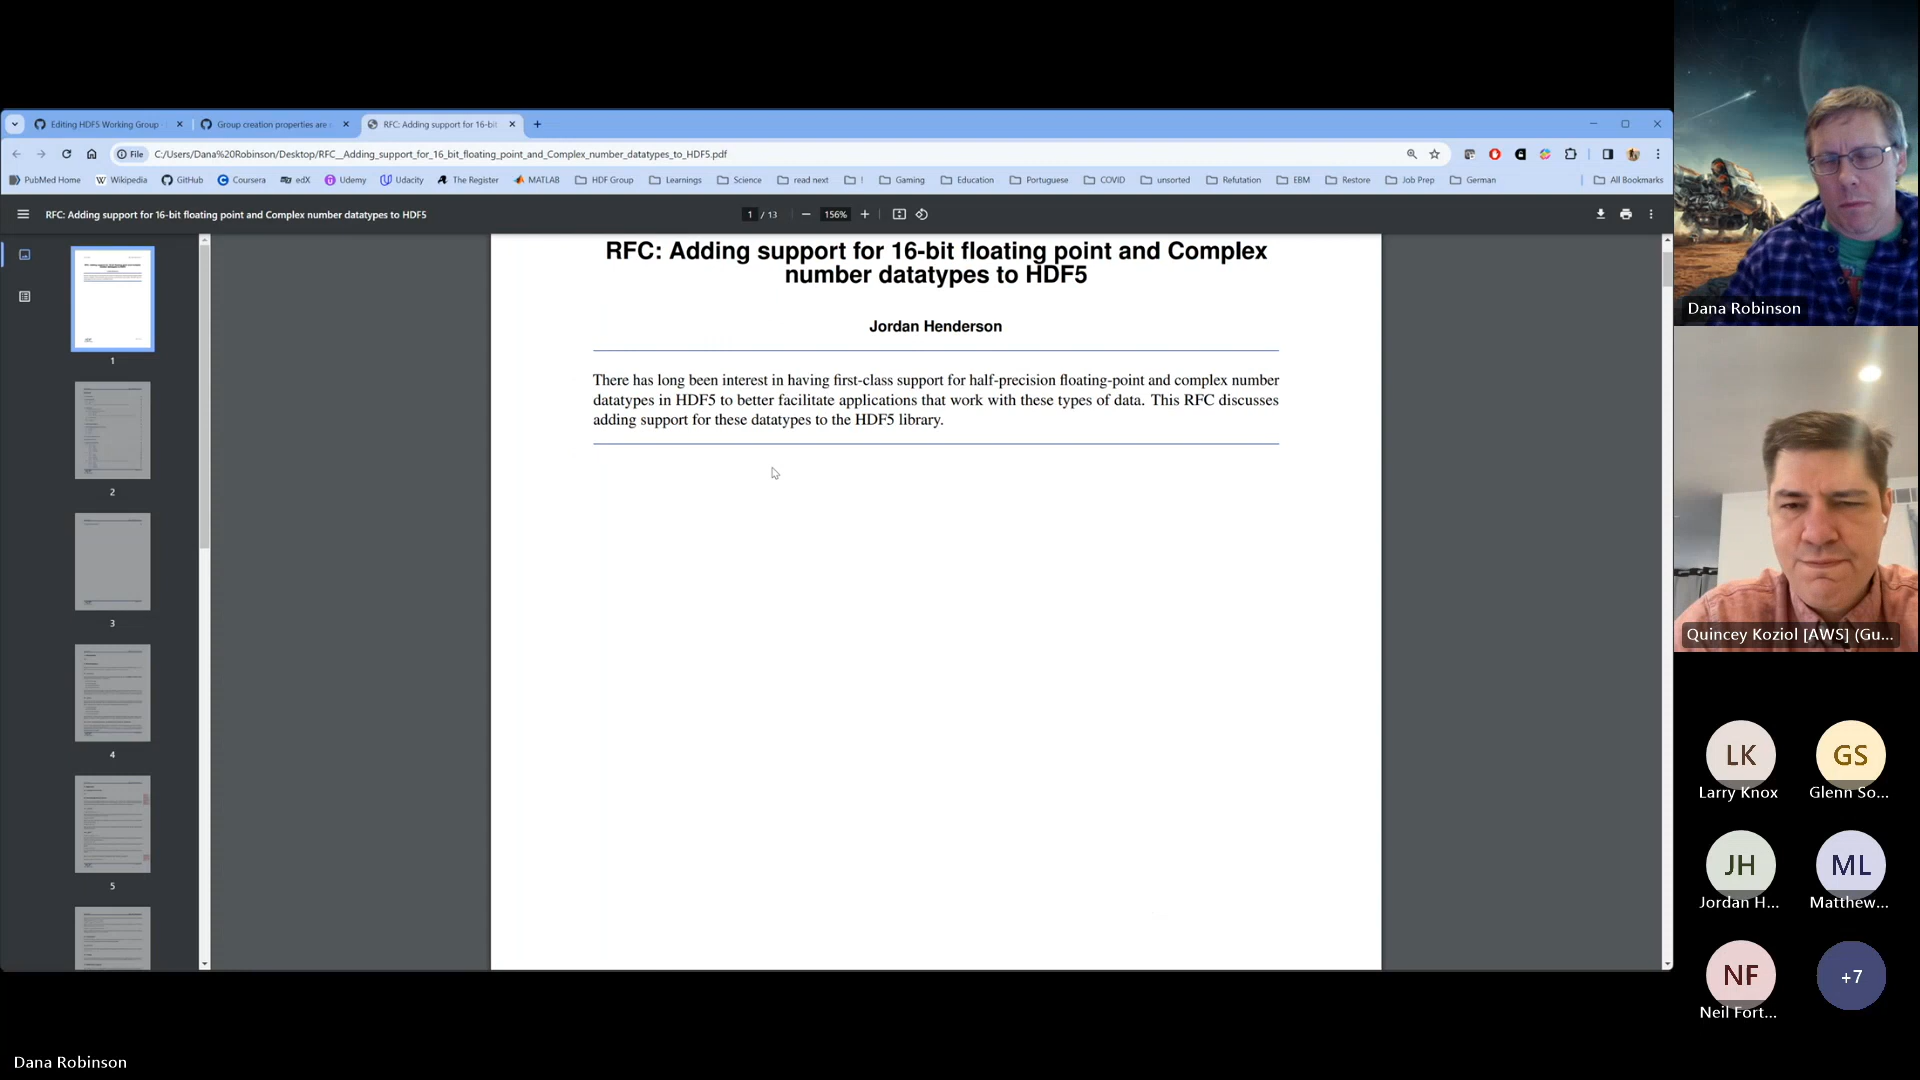 Editing HDF5 Working Group
Group creation properties are
RFC: Adding support for 16-bit
File
C:/Users/Dana%20Robinson/Desktop/RFC__Adding_support_for_16_bit_floating_point_and_Complex_number_datatypes_to_HDF5.pdf
PubMed Home
Wikipedia
GitHub
Coursera
edX
Udemy
Udacity
The Register
MATLAB
HDF Group
Learnings
Science
read next
!
Gaming
Education
Portuguese
COVID
unsorted
Refutation
EBM
Restore
Job Prep
German
All Bookmarks
RFC: Adding support for 16-bit floating point and Complex number datatypes to HDF5
1 / 13
156%
1
2
3
4
5
RFC: Adding support for 16-bit floating point and Complex
number datatypes to HDF5
Jordan Henderson
There has long been interest in having first-class support for half-precision floating-point and complex number
datatypes in HDF5 to better facilitate applications that work with these types of data. This RFC discusses
adding support for these datatypes to the HDF5 library.
Dana Robinson
Quincey Koziol [AWS] (Gu...
LK
Larry Knox
GS
Glenn So...
JH
Jordan H...
ML
Matthew...
NF
Neil Fort...
+7
Dana Robinson